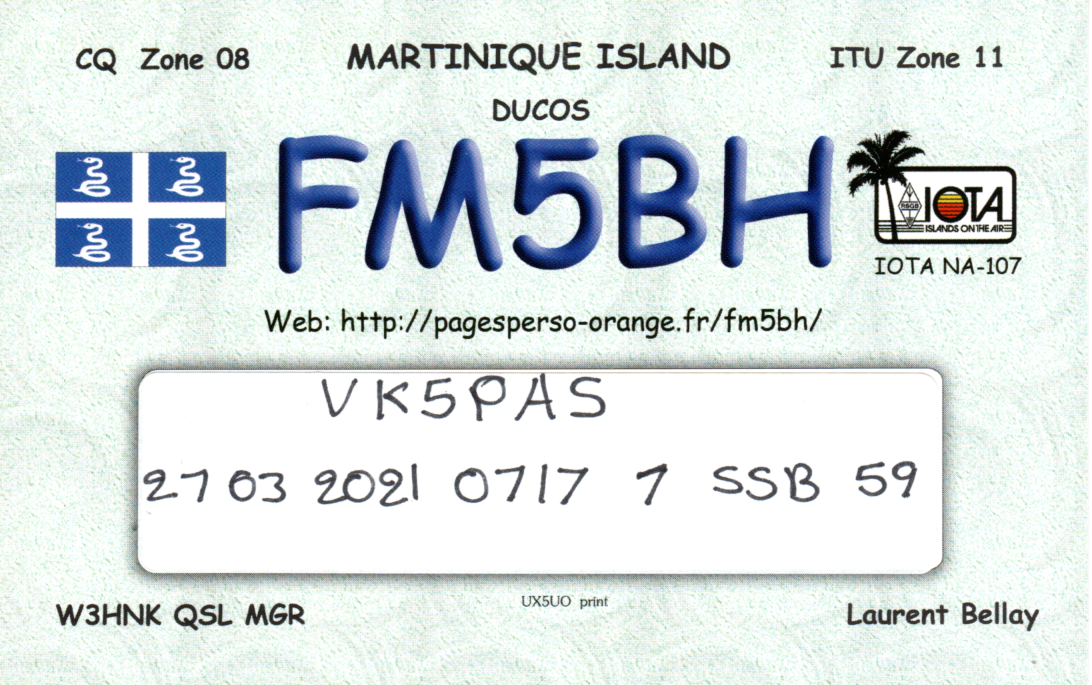 CQ Zone 08
MARTINIQUE ISLAND
ITU Zone 11
DUCOS
FM5BH
RSGB
IOTA
ISLANDS ON THE AIR
IOTA NA-107
Web: http://pagesperso-orange.fr/fm5bh/
VK5PAS
27 03 2021 0717 7 SSB 59
UX5UO print
W3HNK QSL MGR
Laurent Bellay